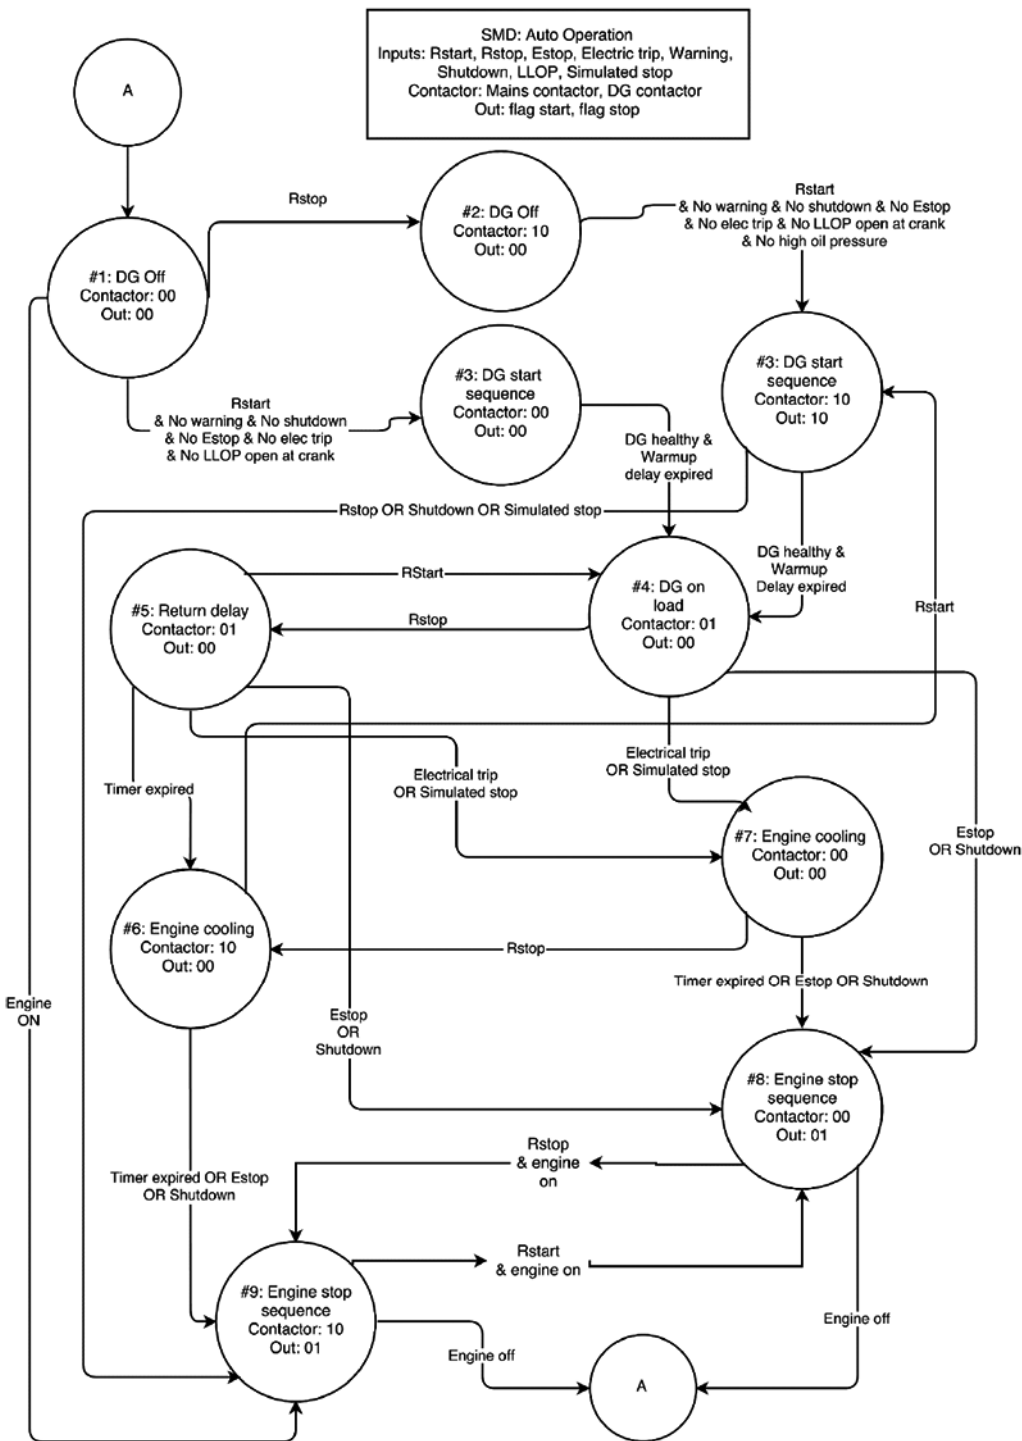 SMD: Auto Operation
Inputs: Rstart, Rstop, Estop, Electric trip, Warning,
Shutdown, LLOP, Simulated stop
Contactor: Mains contactor, DG contactor
Out: flag start, flag stop
A
Rstop
#2: DG Off
Contactor: 10
Out: 00
Rstart
& No warning & No shutdown & No Estop
& No elec trip & No LLOP open at crank
& No high oil pressure
#1: DG Off
Contactor: 00
Out: 00
#3: DG start
sequence
Contactor: 00
Out: 00
#3: DG start
sequence
Contactor: 10
Out: 10
Rstart
& No warning & No shutdown
& No Estop & No elec trip
& No LLOP open at crank
DG healthy &
Warmup
delay expired
Rstop OR Shutdown OR Simulated stop
DG healthy &
Warmup
Delay expired
RStart
#4: DG on
load
Contactor: 01
Out: 00
#5: Return delay
Contactor: 01
Out: 00
Rstop
Rstart
Timer expired
Electrical trip
OR Simulated stop
Electrical trip
OR Simulated stop
#7: Engine cooling
Contactor: 00
Out: 00
Estop
OR Shutdown
#6: Engine cooling
Contactor: 10
Out: 00
Rstop
Timer expired OR Estop OR Shutdown
Engine
ON
Estop
OR
Shutdown
#8: Engine stop
sequence
Contactor: 00
Out: 01
Rstop
& engine
on
Timer expired OR Estop
OR Shutdown
Rstart
& engine on
#9: Engine stop
sequence
Contactor: 10
Out: 01
Engine off
Engine off
A